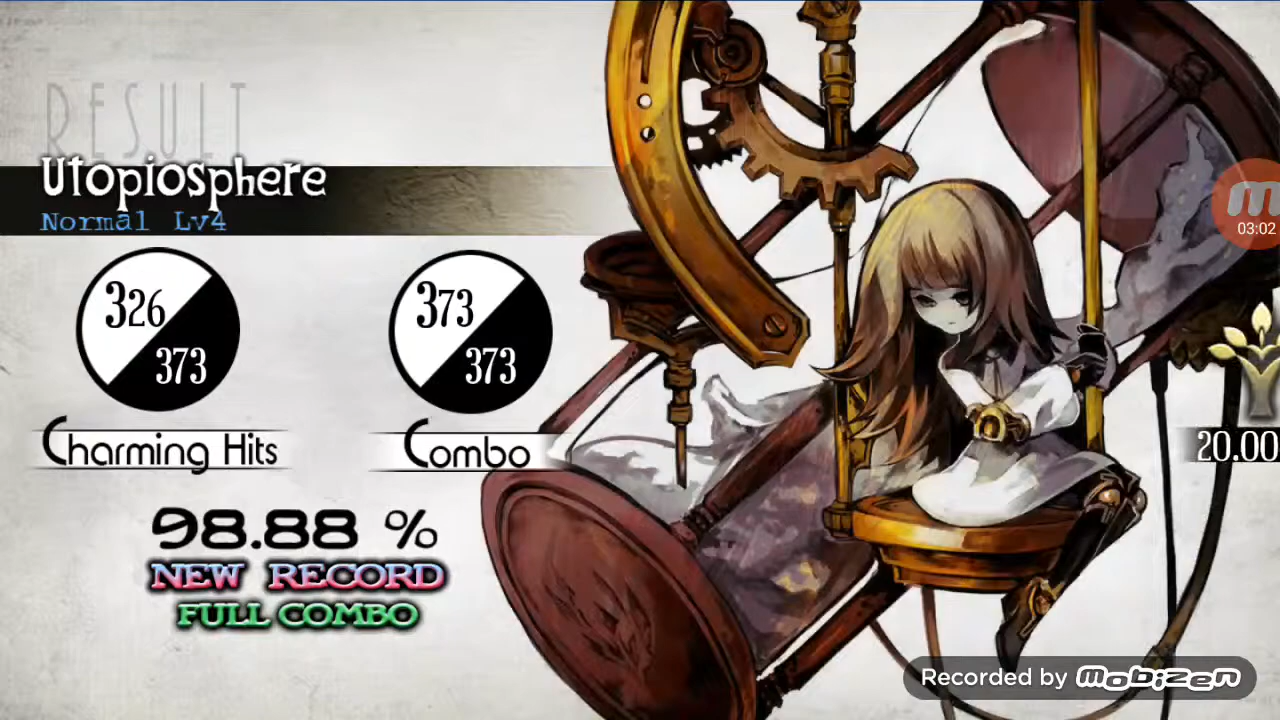 RESULT
Utopiosphere
Normal Lv4
326
373
373
373
Charming Hits
Combo
98.88 %
NEW RECORD
FULL COMBO
20.00
03:02
Recorded by mobizen